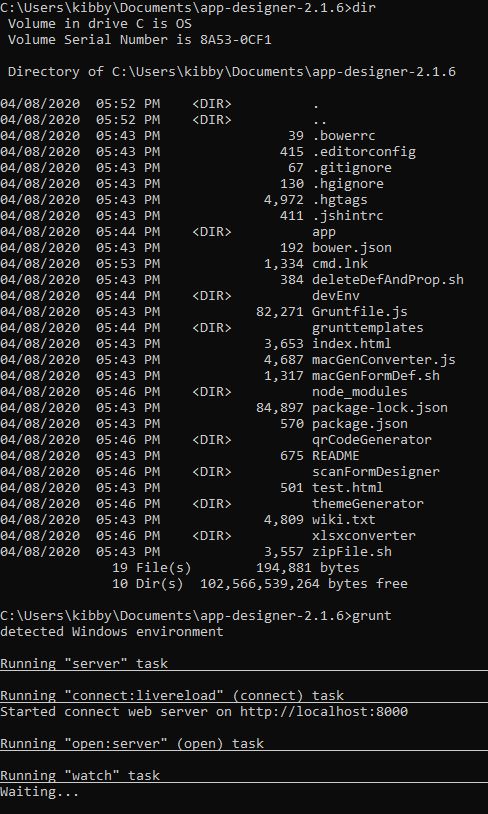 C:\Users\kibby\Documents\app-designer-2.1.6>dir
 Volume in drive C is OS
 Volume Serial Number is 8A53-0CF1

 Directory of C:\Users\kibby\Documents\app-designer-2.1.6

04/08/2020  05:52 PM    <DIR>          .
04/08/2020  05:52 PM    <DIR>          ..
04/08/2020  05:43 PM                39 .bowerrc
04/08/2020  05:43 PM               415 .editorconfig
04/08/2020  05:43 PM                67 .gitignore
04/08/2020  05:43 PM               130 .hgignore
04/08/2020  05:43 PM             4,972 .hgtags
04/08/2020  05:43 PM               411 .jshintrc
04/08/2020  05:44 PM    <DIR>          app
04/08/2020  05:43 PM               192 bower.json
04/08/2020  05:53 PM             1,334 cmd.lnk
04/08/2020  05:43 PM               384 deleteDefAndProp.sh
04/08/2020  05:44 PM    <DIR>          devEnv
04/08/2020  05:43 PM            82,271 Gruntfile.js
04/08/2020  05:44 PM    <DIR>          grunttemplates
04/08/2020  05:43 PM             3,653 index.html
04/08/2020  05:43 PM             4,687 macGenConverter.js
04/08/2020  05:43 PM             1,317 macGenFormDef.sh
04/08/2020  05:46 PM    <DIR>          node_modules
04/08/2020  05:43 PM            84,897 package-lock.json
04/08/2020  05:43 PM               570 package.json
04/08/2020  05:46 PM    <DIR>          qrCodeGenerator
04/08/2020  05:43 PM               675 README
04/08/2020  05:46 PM    <DIR>          scanFormDesigner
04/08/2020  05:43 PM               501 test.html
04/08/2020  05:46 PM    <DIR>          themeGenerator
04/08/2020  05:43 PM             4,809 wiki.txt
04/08/2020  05:46 PM    <DIR>          xlsxconverter
04/08/2020  05:43 PM             3,557 zipFile.sh
              19 File(s)        194,881 bytes
              10 Dir(s)  102,566,539,264 bytes free

C:\Users\kibby\Documents\app-designer-2.1.6>grunt
detected Windows environment

Running "server" task

Running "connect:livereload" (connect) task
Started connect web server on http://localhost:8000

Running "open:server" (open) task

Running "watch" task
Waiting...